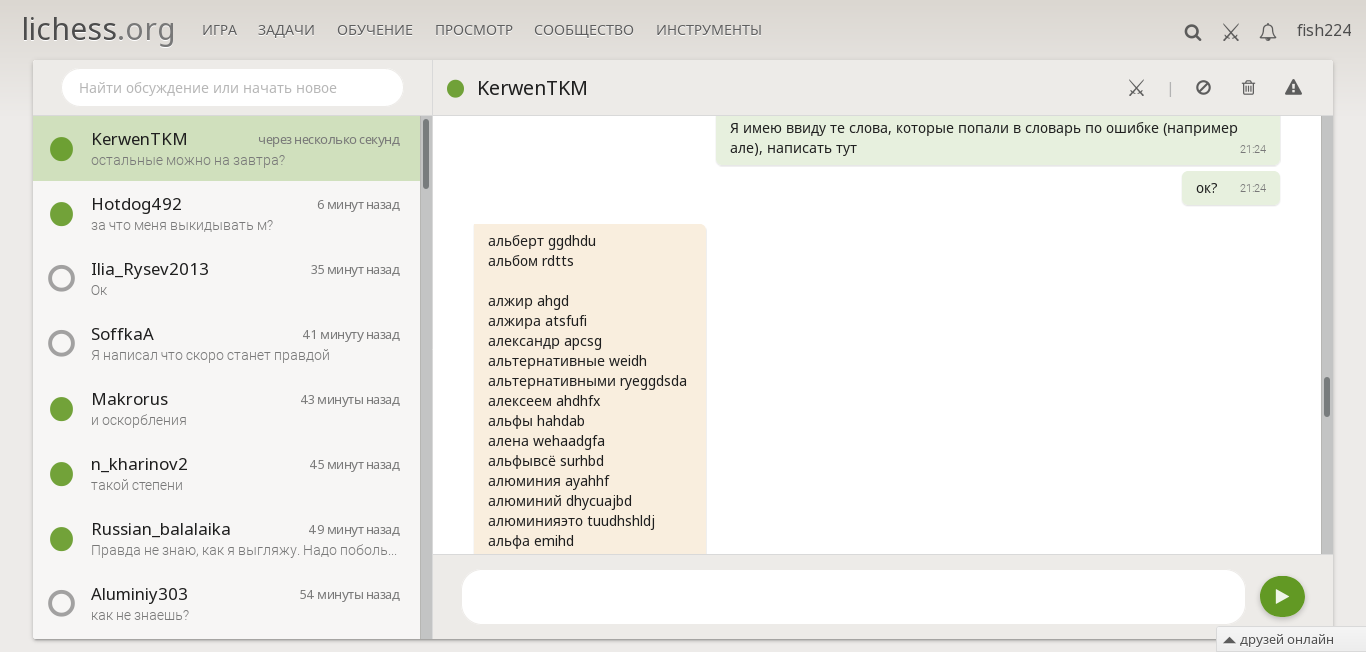 lichess.org
ИГРА ЗАДАЧИ ОБУЧЕНИЕ ПРОСМОТР СООБЩЕСТВО ИНСТРУМЕНТЫ
fish224
Найти обсуждение или начать новое
KerwenTKM через несколько секунд
остальные можно на завтра?
Hotdog492 6 минут назад
за что меня выкидывать м?
Ilia_Rysev2013 35 минут назад
Ок
SoffkaA 41 минуту назад
Я написал что скоро станет правдой
Makrorus 43 минуты назад
и оскорбления
n_kharinov2 45 минут назад
такой степени
Russian_balalaika 49 минут назад
Правда не знаю, как я выгляжу. Надо поболь...
Aluminiy303 54 минуты назад
как не знаешь?
KerwenTKM
Я имею ввиду те слова, которые попали в словарь по ошибке (например
але), написать тут 21:24
ок? 21:24
альберт ggdhdu
альбом rdtts
алжир ahgd
алжира atsfufi
александр apcsg
альтернативные weidh
альтернативными ryeggdsda
алексеем ahdhfx
альфы hahdab
алена wehaadgfa
альфывсё surhbd
алюминия ayahhf
алюминий dhycuajbd
алюминияэто tuudhshldj
альфа emihd
друзей онлайн